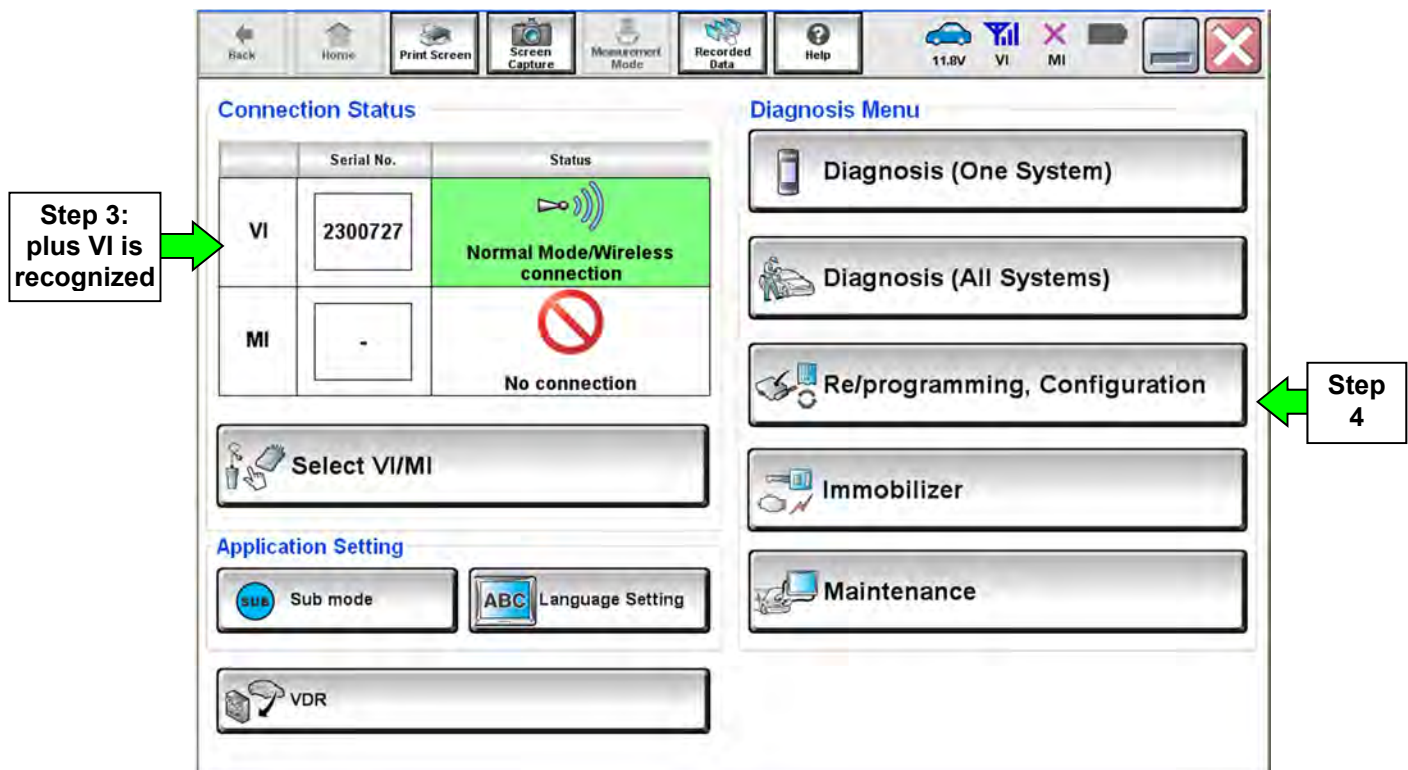 Back
Home
Print Screen
Screen
Capture
Measurement
Mode
Recorded
Data
Help
11.8V
VI
MI
Connection Status
Serial No.
Status
VI
2300727
Normal Mode/Wireless
connection
MI
-
No connection
Select VI/MI
Application Setting
SUB
Sub mode
ABC
Language Setting
VDR
Diagnosis Menu
Diagnosis (One System)
Diagnosis (All Systems)
Re/programming, Configuration
Immobilizer
Maintenance
Step 3:
plus VI is
recognized
Step
4